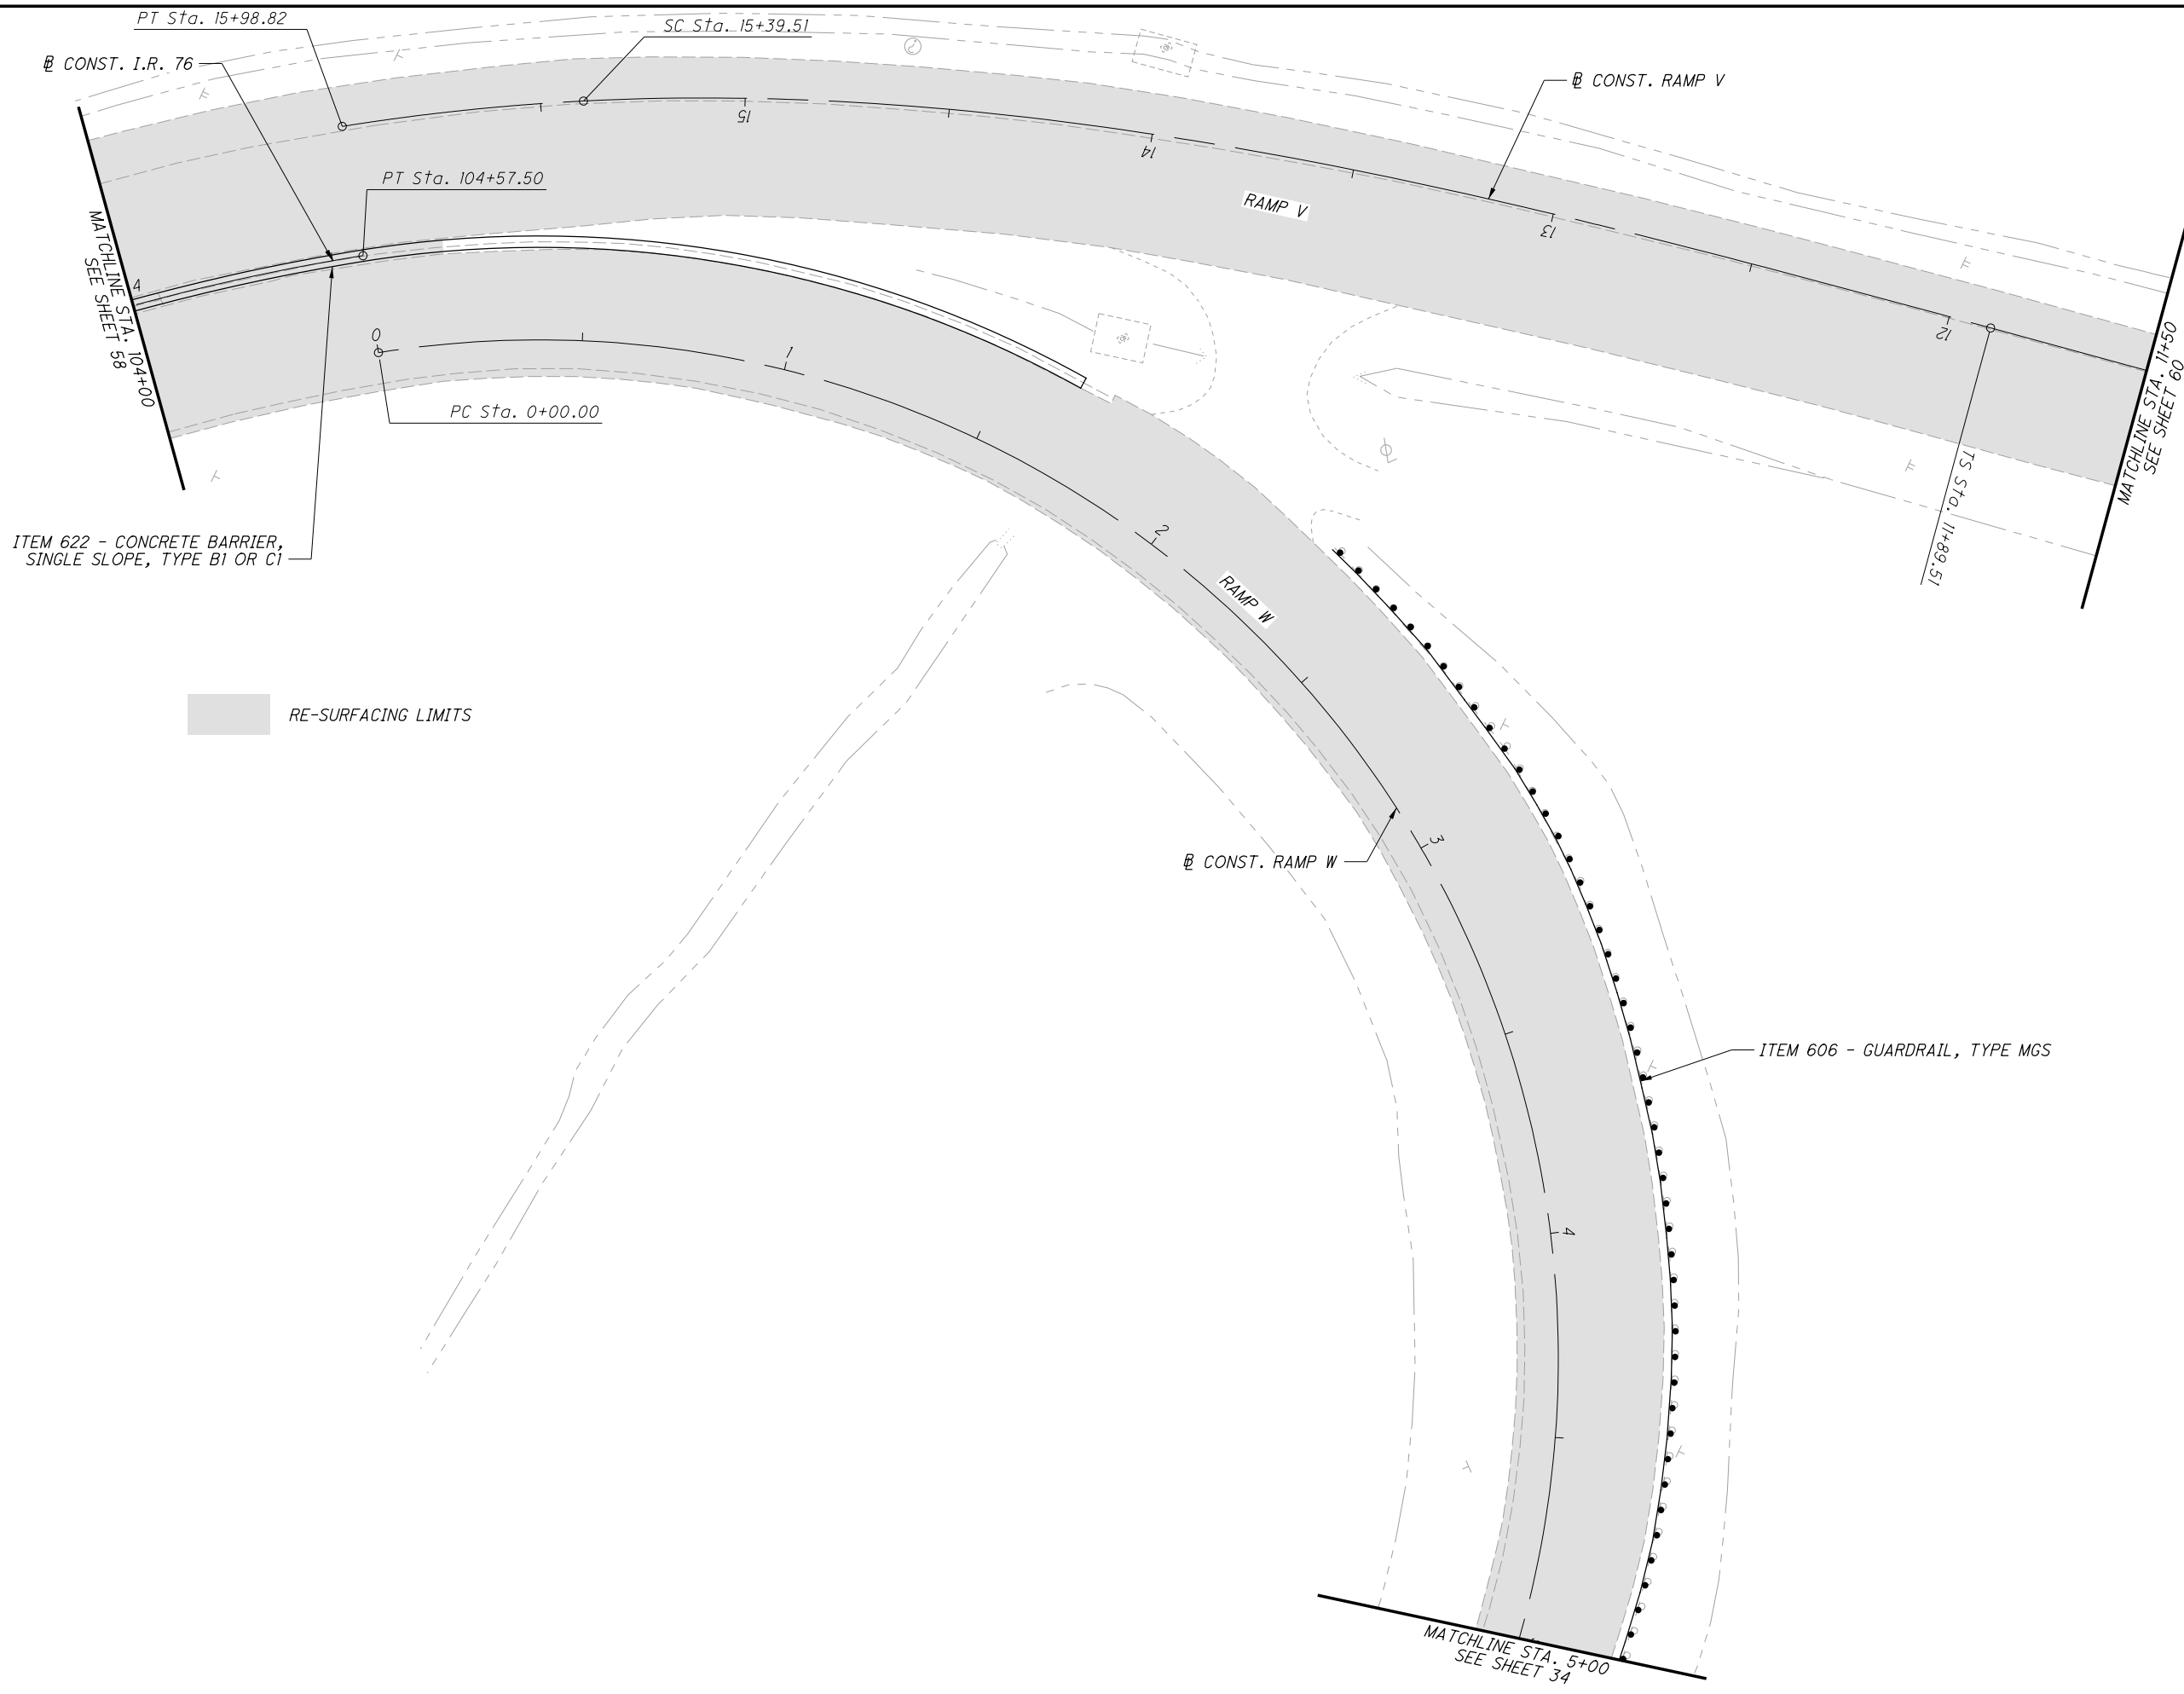 PT Sta. 15+98.82
SC Sta. 15+39.51
CONST. I.R. 76
CONST. RAMP V
15
14
PT Sta. 104+57.50
RAMP V
13
MATCHLINE STA. 104+00
SEE SHEET 58
4
0
1
12
MATCHLINE STA. 11+50
SEE SHEET 60
PC Sta. 0+00.00
TS Sta. 11+89.51
ITEM 622 - CONCRETE BARRIER,
SINGLE SLOPE, TYPE B1 OR C1
2
RAMP W
RE-SURFACING LIMITS
3
CONST. RAMP W
ITEM 606 - GUARDRAIL, TYPE MGS
4
MATCHLINE STA. 5+00
SEE SHEET 34